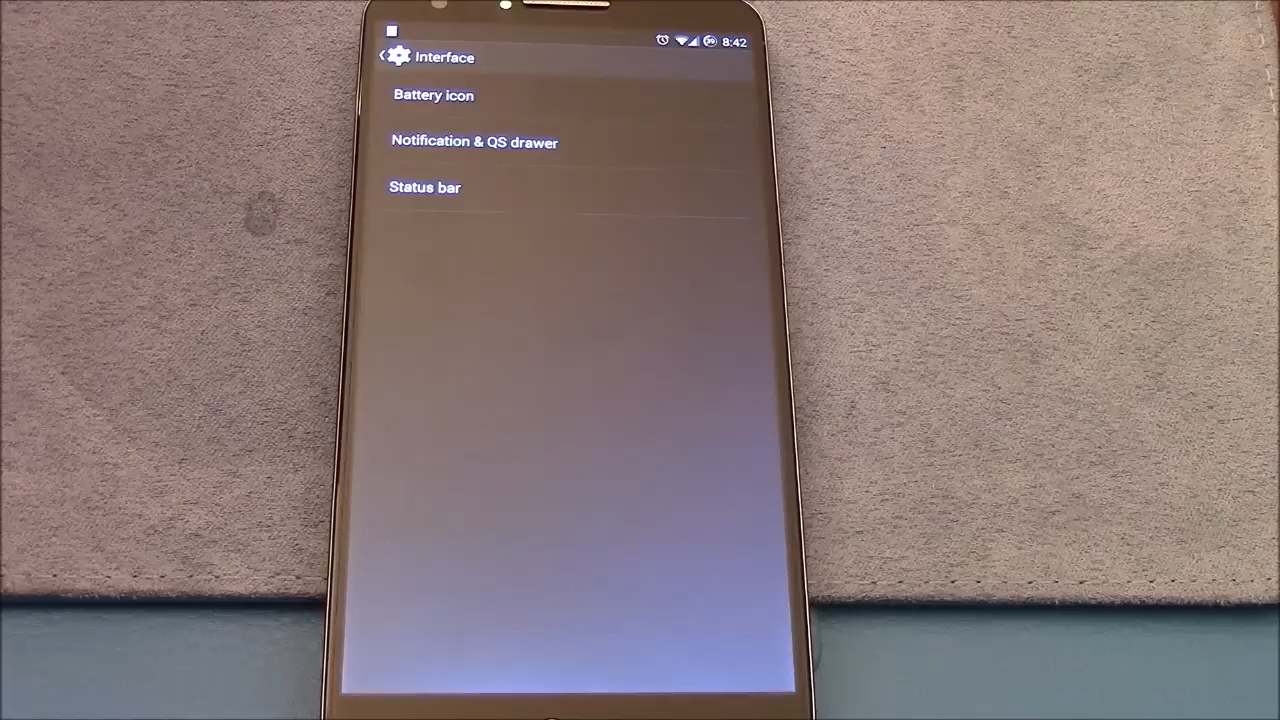 8:42
Interface
Battery icon
Notification & QS drawer
Status bar